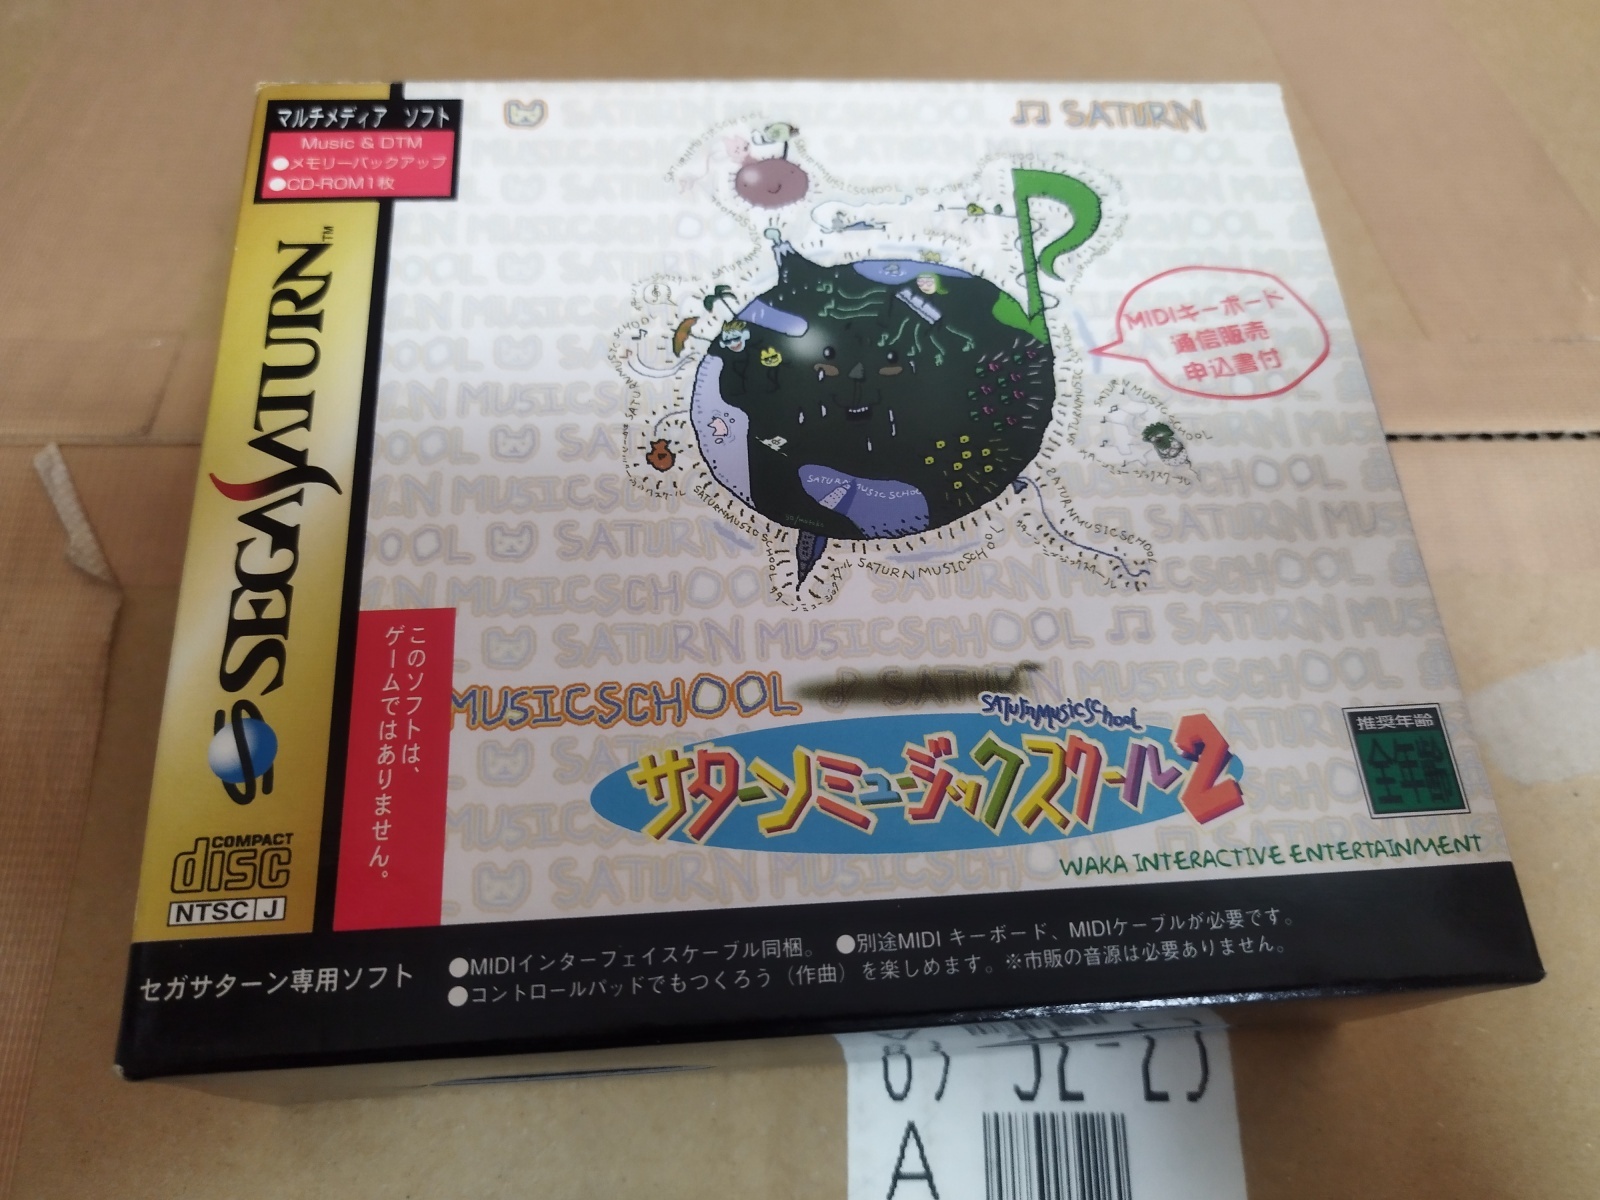 マルチメディア ソフト
Music & DTM
●メモリーバックアップ
●CD-ROM1枚
SEGA SATURN™
COMPACT
disc
NTSC J
このソフトは、
ゲームではありません。
♫ SATURN
MIDIキーボード
通信販売
申込書付
SATURN MUSICSCHOOL
MUSICSCHOOL
SATURN
SATURNMUSICSCHOOL
サターンミュージックスクール2
推奨年齢
全年齢
WAKA INTERACTIVE ENTERTAINMENT
セガサターン専用ソフト
●MIDIインターフェイスケーブル同梱。 ●別途MIDI キーボード、MIDIケーブルが必要です。
●コントロールパッドでもつくろう（作曲）を楽しめます。※市販の音源は必要ありません。
A